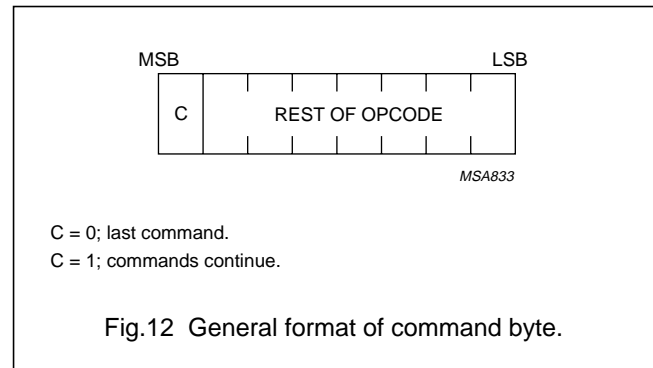 MSB LSB
C REST OF OPCODE
MSA833
C = 0; last command.
C = 1; commands continue.
Fig.12 General format of command byte.